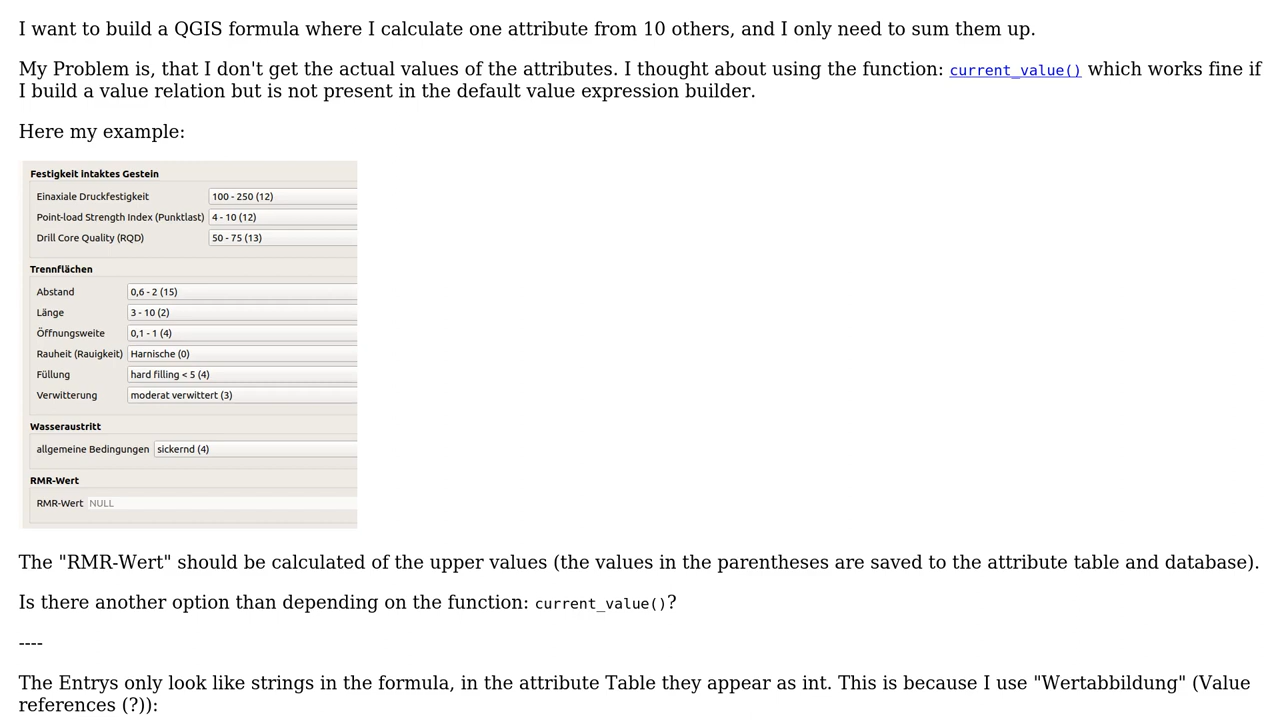 I want to build a QGIS formula where I calculate one attribute from 10 others, and I only need to sum them up.
My Problem is, that I don't get the actual values of the attributes. I thought about using the function: current_value() which works fine if
I build a value relation but is not present in the default value expression builder.
Here my example:
Festigkeit intaktes Gestein
Einaxiale Druckfestigkeit 100 - 250 (12)
Point-load Strength Index (Punktlast) 4 - 10 (12)
Drill Core Quality (RQD) 50 - 75 (13)
Trennflächen
Abstand 0,6 - 2 (15)
Länge 3 - 10 (2)
Öffnungsweite 0,1 - 1 (4)
Rauheit (Rauigkeit) Harnische (0)
Füllung hard filling < 5 (4)
Verwitterung moderat verwittert (3)
Wasseraustritt
allgemeine Bedingungen sickernd (4)
RMR-Wert
RMR-Wert NULL
The "RMR-Wert" should be calculated of the upper values (the values in the parentheses are saved to the attribute table and database).
Is there another option than depending on the function: current_value()?
----
The Entrys only look like strings in the formula, in the attribute Table they appear as int. This is because I use "Wertabbildung" (Value
references (?)):